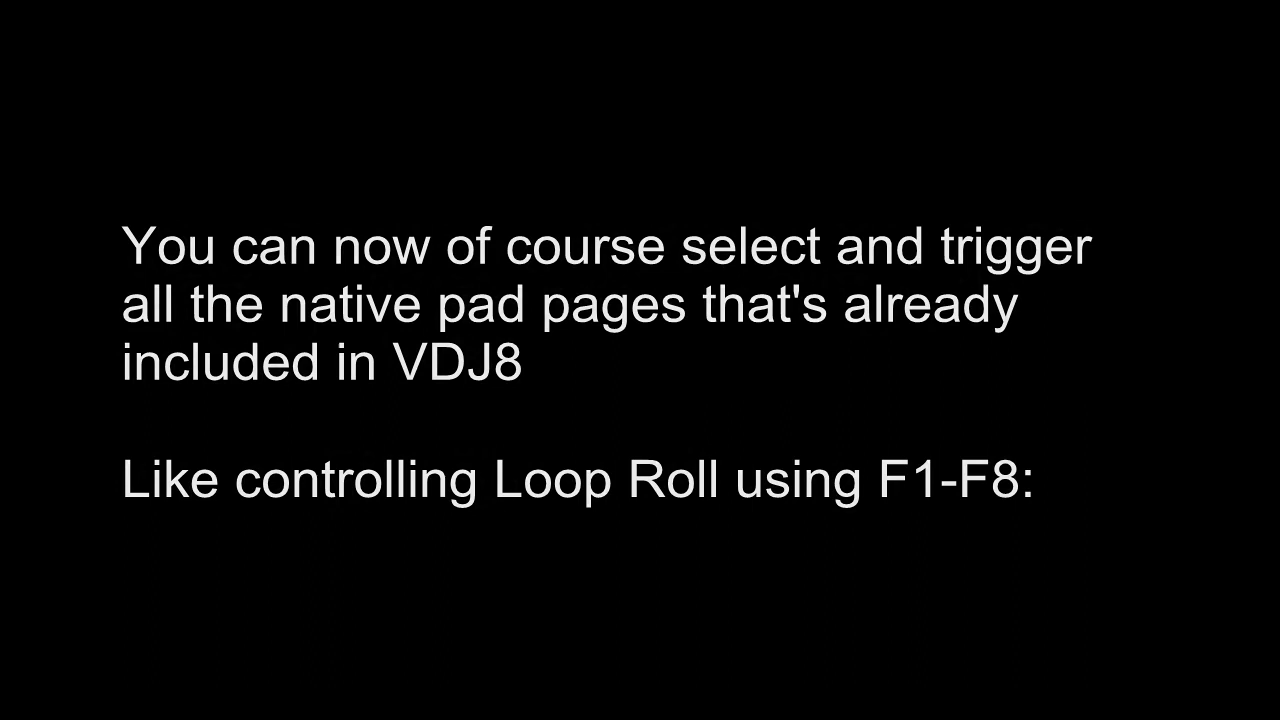 You can now of course select and trigger
all the native pad pages that's already
included in VDJ8
Like controlling Loop Roll using F1-F8: